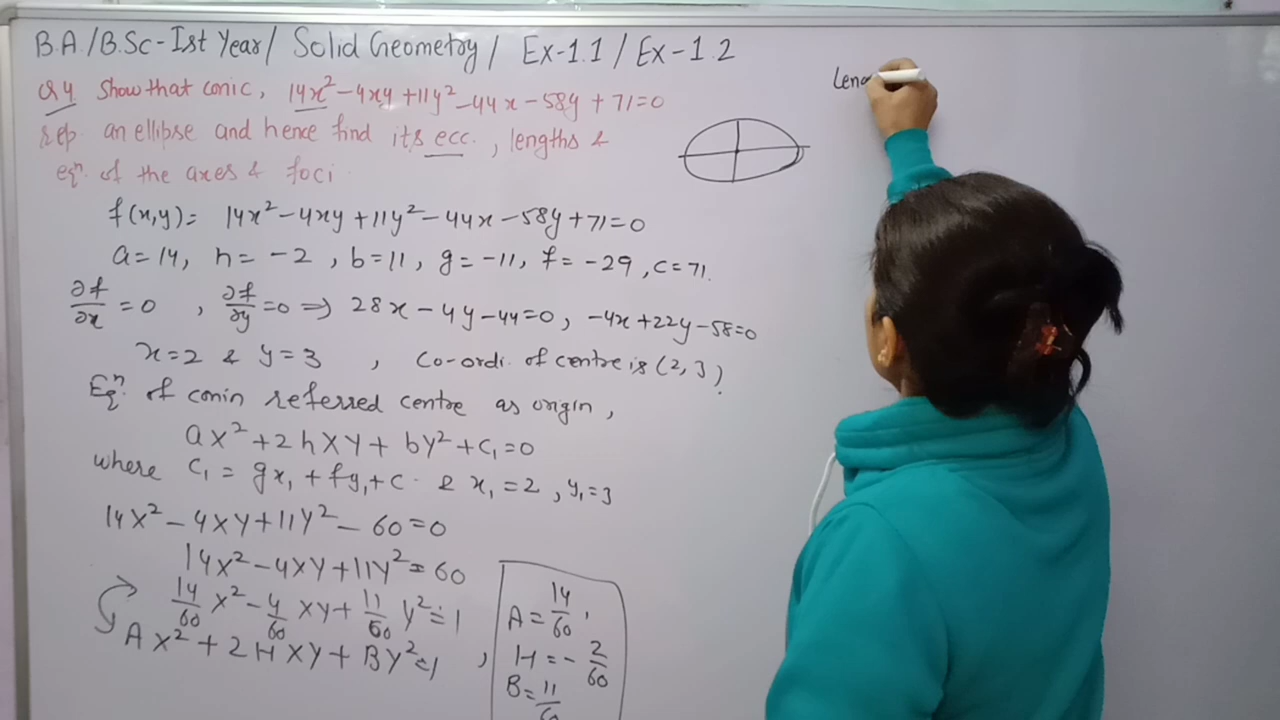 B.A./B.Sc-Ist Year/ Solid Geometry/ Ex-1.1 / Ex-1.2
Q4. Show that conic, 14x² - 4xy + 11y² - 44x - 58y + 71 = 0
rep. an ellipse and hence find its ecc., lengths &
eqⁿ. of the axes & foci.
f(x,y) = 14x² - 4xy + 11y² - 44x - 58y + 71 = 0
a = 14, h = -2, b = 11, g = -11, f = -29, c = 71.
∂f/∂x = 0 , ∂f/∂y = 0 ⇒ 28x - 4y - 44 = 0, -4x + 22y - 58 = 0
x = 2 & y = 3 , Co-ordi. of centre is (2, 3)
Eqⁿ. of conin referred centre as origin,
ax² + 2hXY + bY² + c₁ = 0
where c₁ = gx₁ + fy₁ + c. & x₁ = 2, y₁ = 3
14X² - 4XY + 11Y² - 60 = 0
14X² - 4XY + 11Y² = 60
14/60 X² - 4/60 XY + 11/60 Y² = 1
AX² + 2HXY + BY² = 1 ,
A = 14/60,
H = - 2/60
B = 11/60
Leng